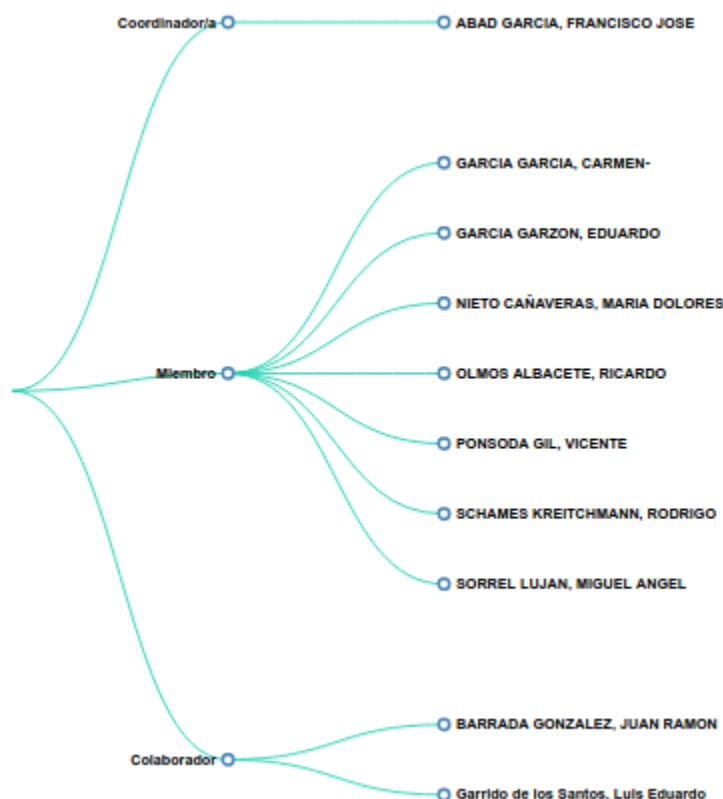 Coordinador/a
ABAD GARCIA, FRANCISCO JOSE
GARCIA GARCIA, CARMEN-
GARCIA GARZON, EDUARDO
NIETO CAÑAVERAS, MARIA DOLORES
Miembro
OLMOS ALBACETE, RICARDO
PONSODA GIL, VICENTE
SCHAMES KREITCHMANN, RODRIGO
SORREL LUJAN, MIGUEL ANGEL
BARRADA GONZALEZ, JUAN RAMON
Colaborador
Garrido de los Santos, Luis Eduardo